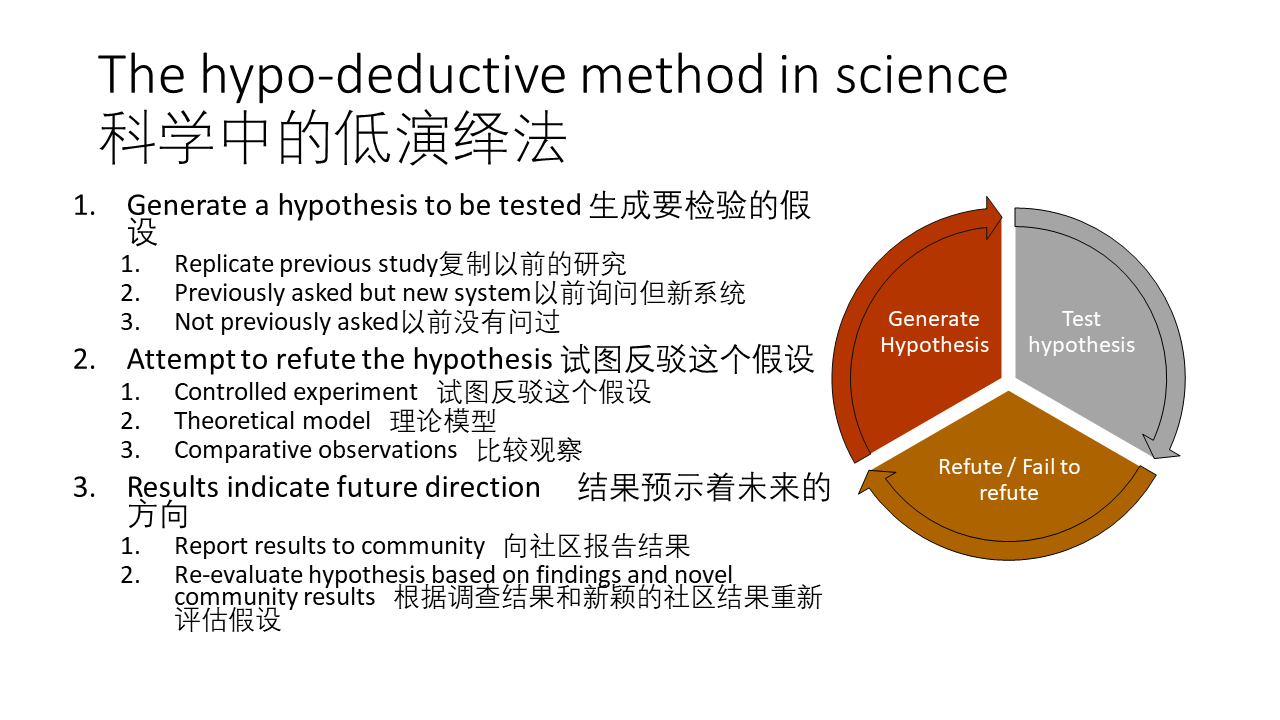 The hypo-deductive method in science
科学中的低演绎法
1. Generate a hypothesis to be tested 生成要检验的假
设
1. Replicate previous study复制以前的研究
2. Previously asked but new system以前询问但新系统
3. Not previously asked以前没有问过
2. Attempt to refute the hypothesis 试图反驳这个假设
1. Controlled experiment 试图反驳这个假设
2. Theoretical model 理论模型
3. Comparative observations 比较观察
3. Results indicate future direction 结果预示着未来的
方向
1. Report results to community 向社区报告结果
2. Re-evaluate hypothesis based on findings and novel
community results 根据调查结果和新颖的社区结果重新
评估假设
Generate
Hypothesis
Test
hypothesis
Refute / Fail to
refute